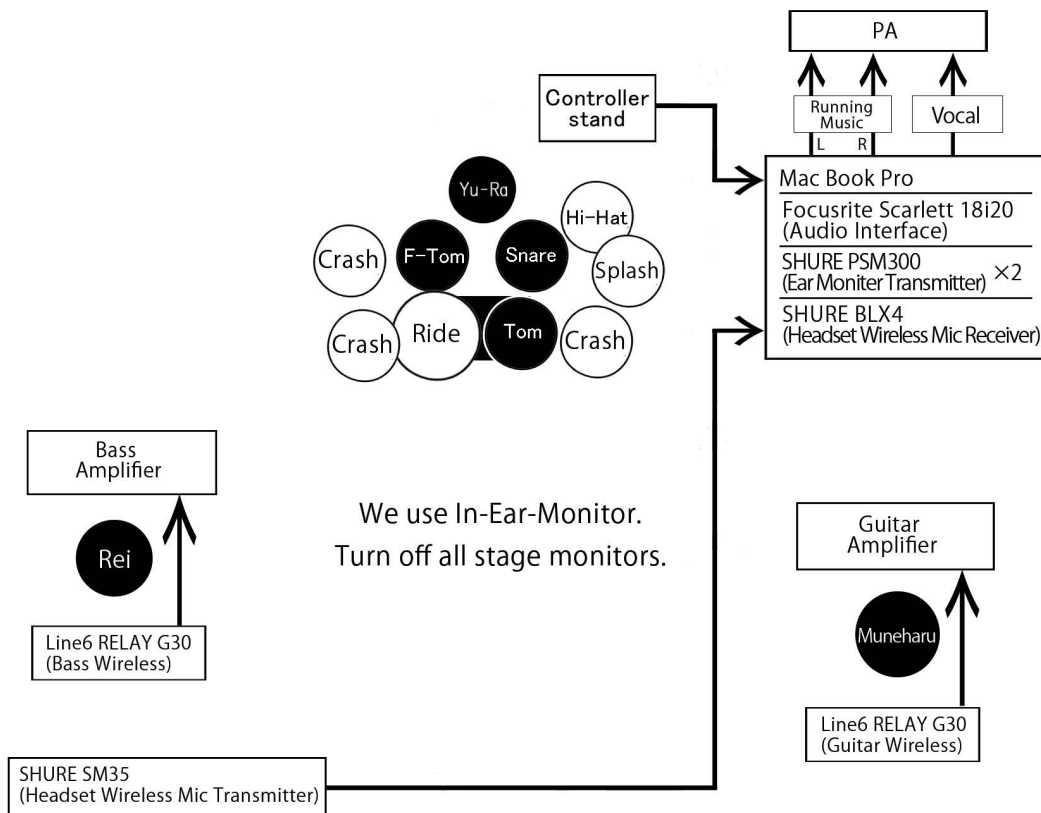 PA
Running
Music
L R
Vocal
Controller
stand
Mac Book Pro
Focusrite Scarlett 18i20
(Audio Interface)
SHURE PSM300
(Ear Moniter Transmitter) ×2
SHURE BLX4
(Headset Wireless Mic Receiver)
Yu-Ra
Hi-Hat
Crash
F-Tom
Snare
Splash
Crash
Ride
Tom
Crash
Bass
Amplifier
Rei
Line6 RELAY G30
(Bass Wireless)
We use In-Ear-Monitor.
Turn off all stage monitors.
Guitar
Amplifier
Muneharu
Line6 RELAY G30
(Guitar Wireless)
SHURE SM35
(Headset Wireless Mic Transmitter)